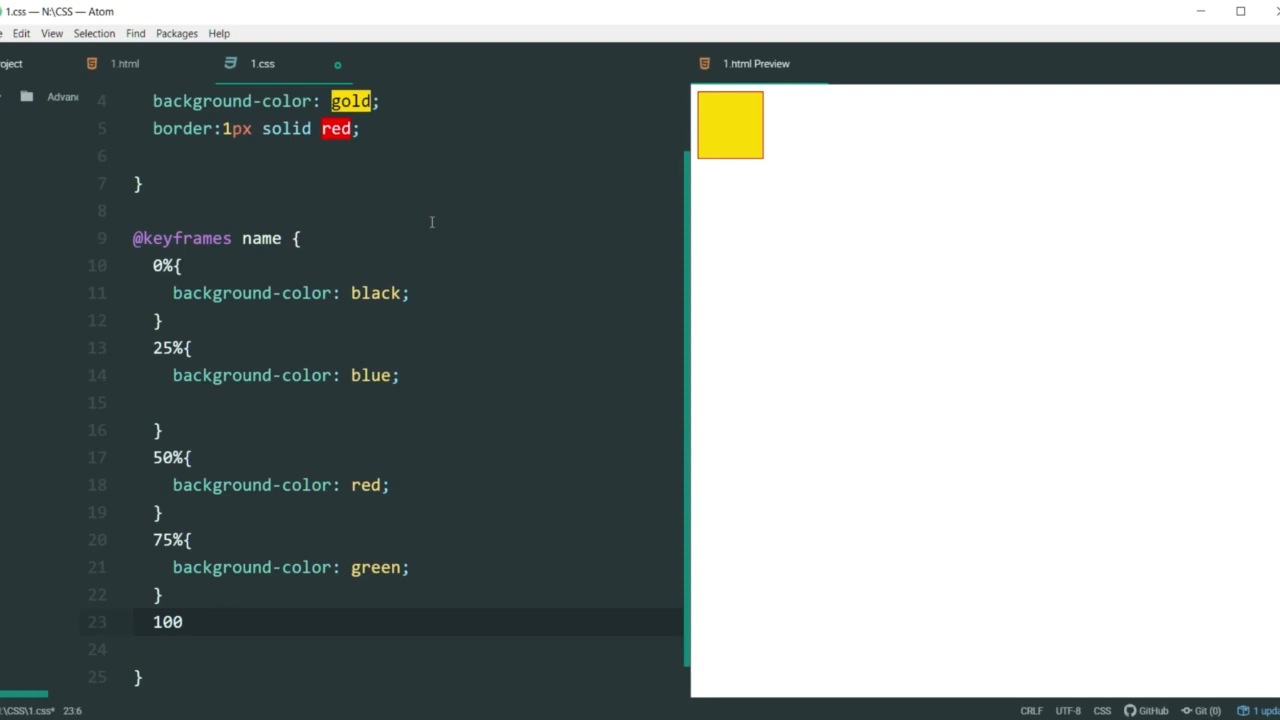 1.css — N:\CSS — Atom
Edit View Selection Find Packages Help
oject 1.html 1.css 1.html Preview
Advan
4 background-color: gold;
5 border:1px solid red;
6
7 }
8
9 @keyframes name {
10 0%{
11 background-color: black;
12 }
13 25%{
14 background-color: blue;
15
16 }
17 50%{
18 background-color: red;
19 }
20 75%{
21 background-color: green;
22 }
23 100
24
25 }
\CSS\1.css* 23:6 CRLF UTF-8 CSS GitHub Git (0) 1 upda